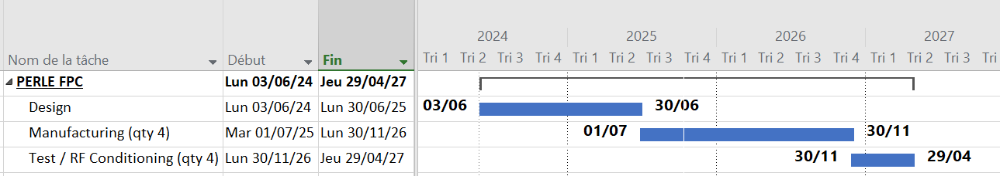 2024 2025 2026 2027
Nom de la tâche Début Fin Tri 1 Tri 2 Tri 3 Tri 4 Tri 1 Tri 2 Tri 3 Tri 4 Tri 1 Tri 2 Tri 3 Tri 4 Tri 1 Tri 2 Tri 3 Tri
PERLE FPC Lun 03/06/24 Jeu 29/04/27
Design Lun 03/06/24 Lun 30/06/25 03/06 30/06
Manufacturing (qty 4) Mar 01/07/25 Lun 30/11/26 01/07 30/11
Test / RF Conditioning (qty 4) Lun 30/11/26 Jeu 29/04/27 30/11 29/04